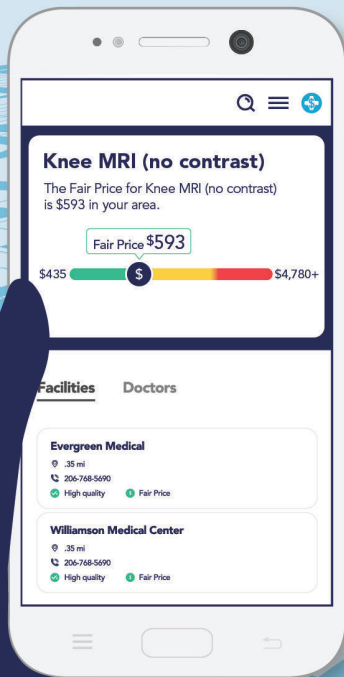 Knee MRI (no contrast)
The Fair Price for Knee MRI (no contrast)
is $593 in your area.
Fair Price $593
$435 $ $4,780+
Facilities Doctors
Evergreen Medical
.35 mi
206-768-5690
High quality $ Fair Price
Williamson Medical Center
.35 mi
206-768-5690
High quality $ Fair Price